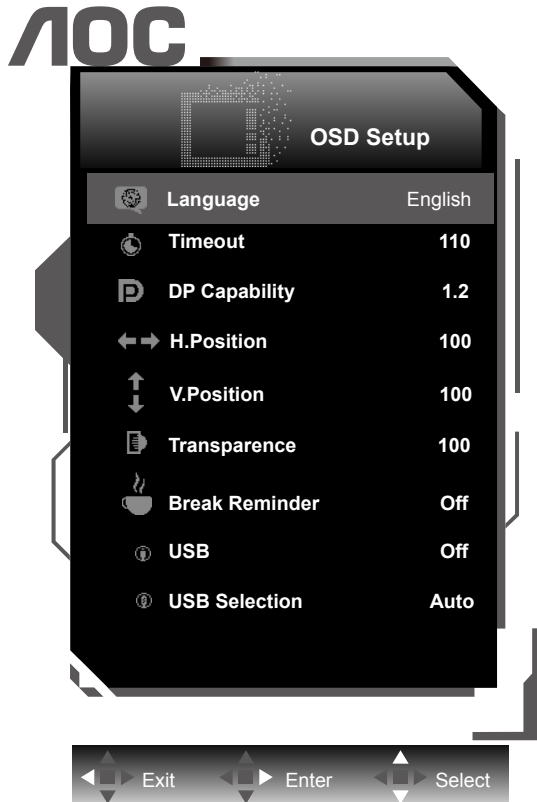 AOC
OSD Setup
Language English
Timeout 110
DP Capability 1.2
H.Position 100
V.Position 100
Transparence 100
Break Reminder Off
USB Off
USB Selection Auto
Exit Enter Select